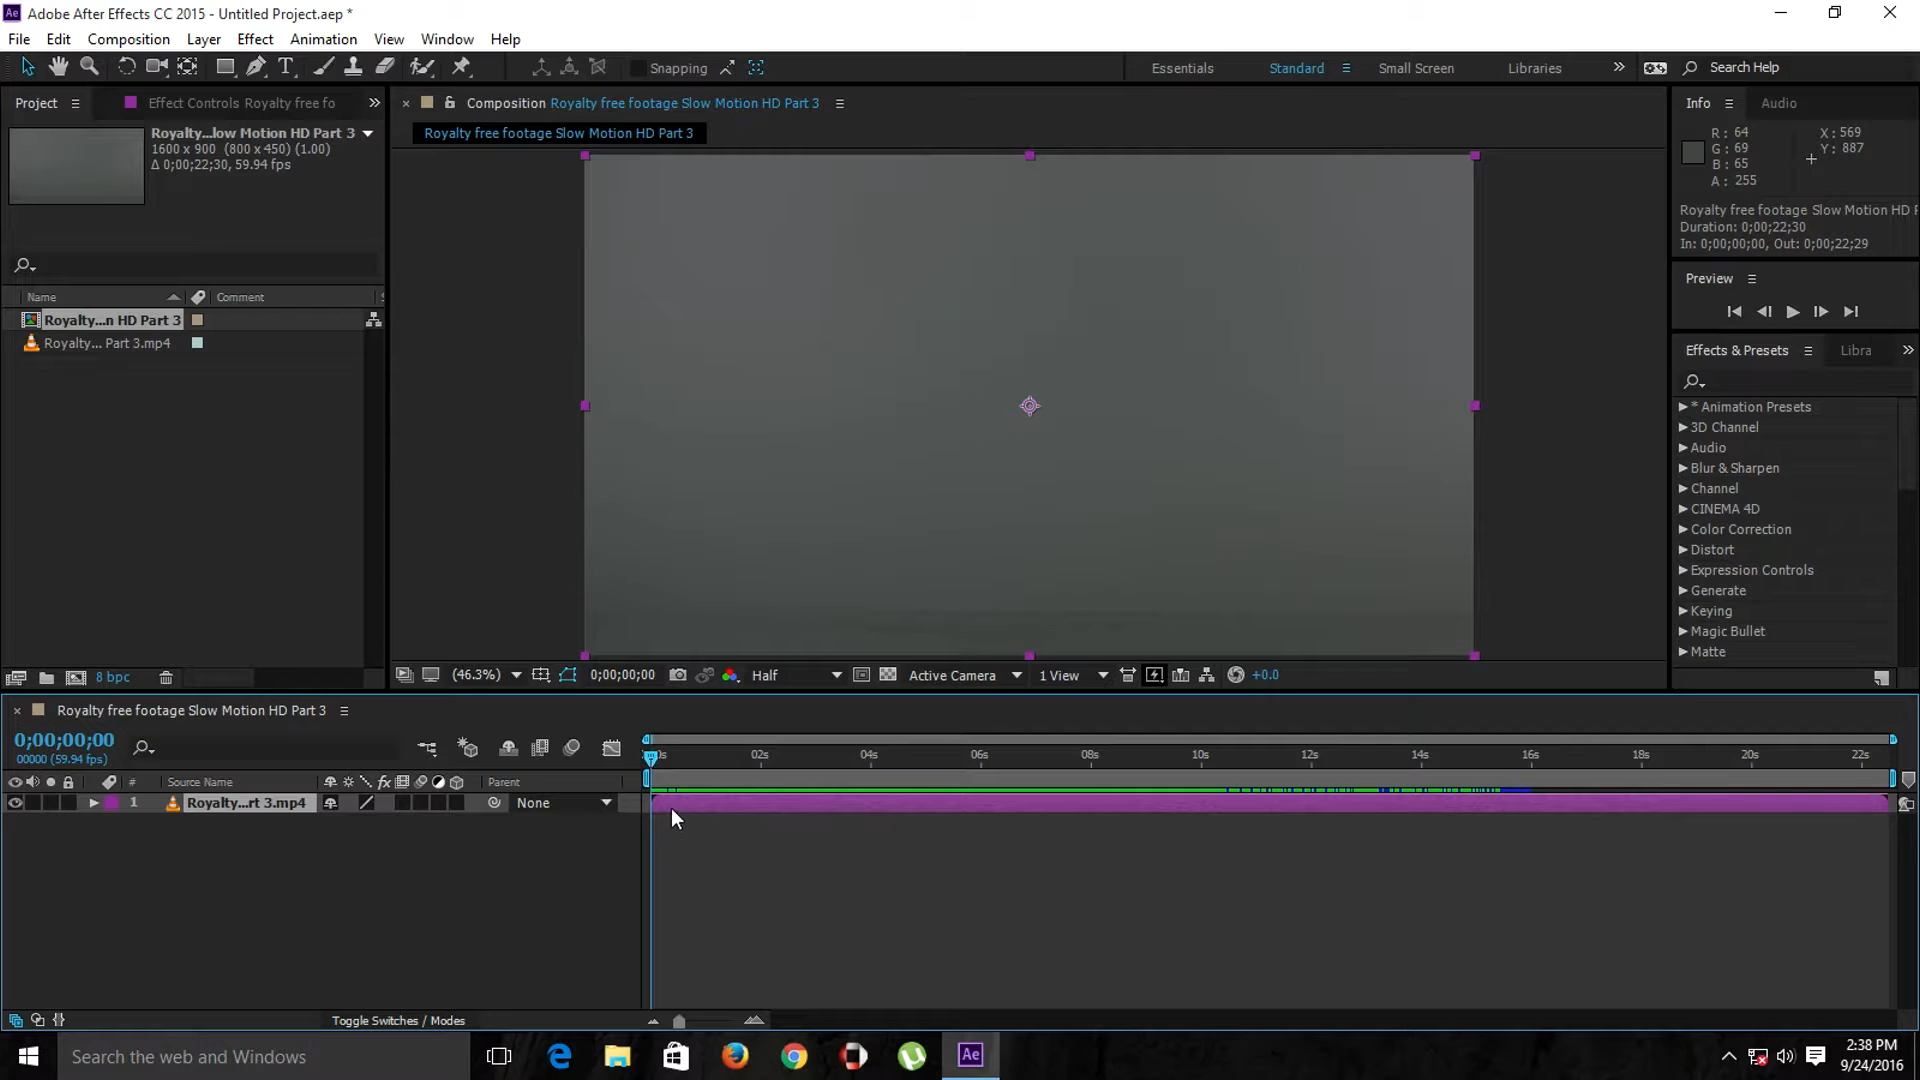 Adobe After Effects CC 2015 - Untitled Project.aep *
File Edit Composition Layer Effect Animation View Window Help
Snapping
Essentials Standard Small Screen Libraries Search Help
Project
Effect Controls Royalty free fo
Composition Royalty free footage Slow Motion HD Part 3
Info
Audio
Royalty free footage Slow Motion HD Part 3
Royalty...low Motion HD Part 3
1600 x 900 (800 x 450) (1.00)
Δ 0;00;22;30, 59.94 fps
R : 64
G : 69
B : 65
A : 255
X : 569
Y : 887
Royalty free footage Slow Motion HD
Duration: 0;00;22;30
In: 0;00;00;00, Out: 0;00;22;29
Preview
Name
Comment
Royalty...n HD Part 3
Royalty... Part 3.mp4
Effects & Presets
Libra
* Animation Presets
3D Channel
Audio
Blur & Sharpen
Channel
CINEMA 4D
Color Correction
Distort
Expression Controls
Generate
Keying
Magic Bullet
Matte
8 bpc
(46.3%)
0;00;00;00
Half
Active Camera
1 View
+0.0
Royalty free footage Slow Motion HD Part 3
0;00;00;00
00000 (59.94 fps)
02s 04s 06s 08s 10s 12s 14s 16s 18s 20s 22s
# Source Name
fx
Parent
1 Royalty...rt 3.mp4
None
Toggle Switches / Modes
Search the web and Windows
Ae
2:38 PM
9/24/2016